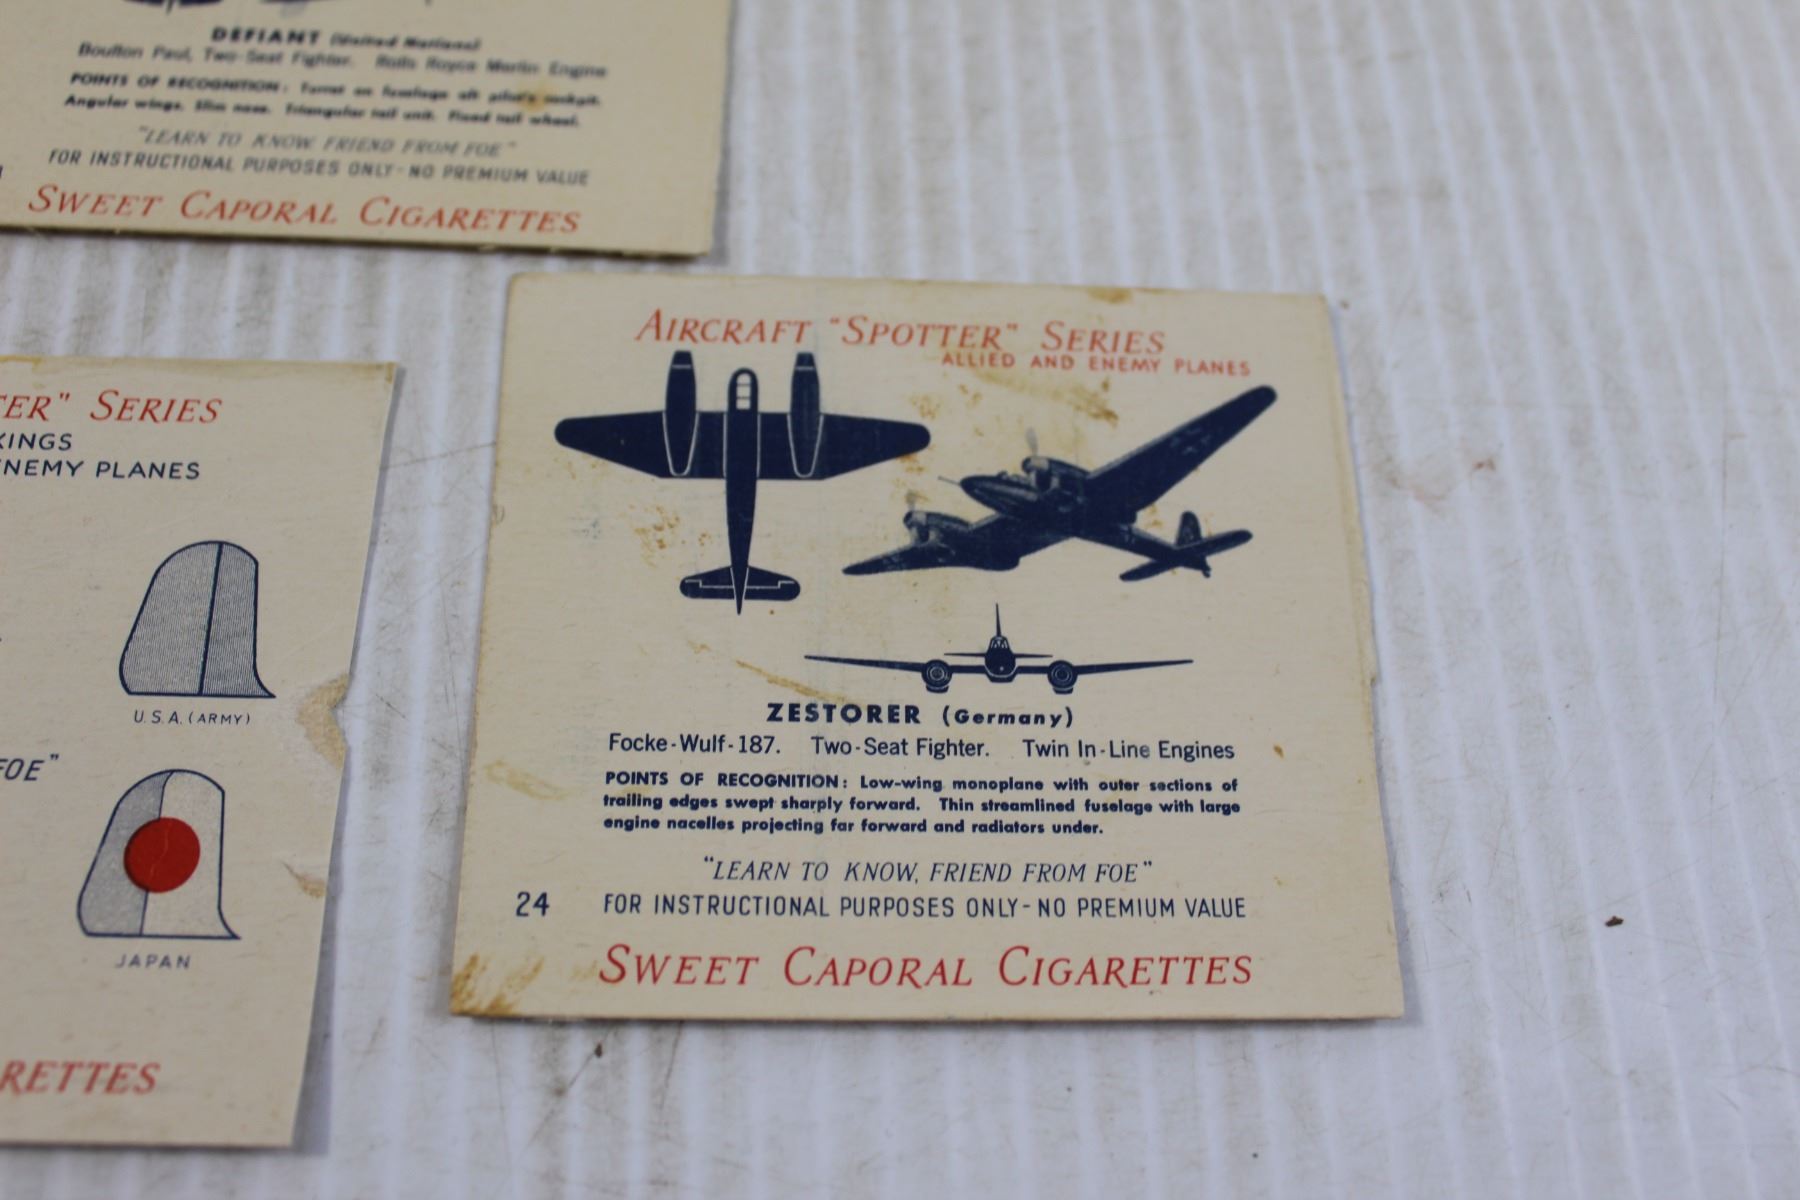 DEFIANT (United Nations)
Boulton Paul, Two-Seat Fighter. Rolls Royce Merlin Engine
POINTS OF RECOGNITION: Turret on fuselage aft pilot's cockpit.
Angular wings. Slim nose. Triangular tail unit. Fixed tail wheel.
"LEARN TO KNOW FRIEND FROM FOE"
FOR INSTRUCTIONAL PURPOSES ONLY-NO PREMIUM VALUE
SWEET CAPORAL CIGARETTES
TER" SERIES
KINGS
ENEMY PLANES
U.S.A. (ARMY)
FOE"
JAPAN
RETTES
AIRCRAFT "SPOTTER" SERIES
ALLIED AND ENEMY PLANES
ZESTORER (Germany)
Focke-Wulf-187. Two-Seat Fighter. Twin In-Line Engines
POINTS OF RECOGNITION: Low-wing monoplane with outer sections of
trailing edges swept sharply forward. Thin streamlined fuselage with large
engine nacelles projecting far forward and radiators under.
"LEARN TO KNOW, FRIEND FROM FOE"
24 FOR INSTRUCTIONAL PURPOSES ONLY-NO PREMIUM VALUE
SWEET CAPORAL CIGARETTES